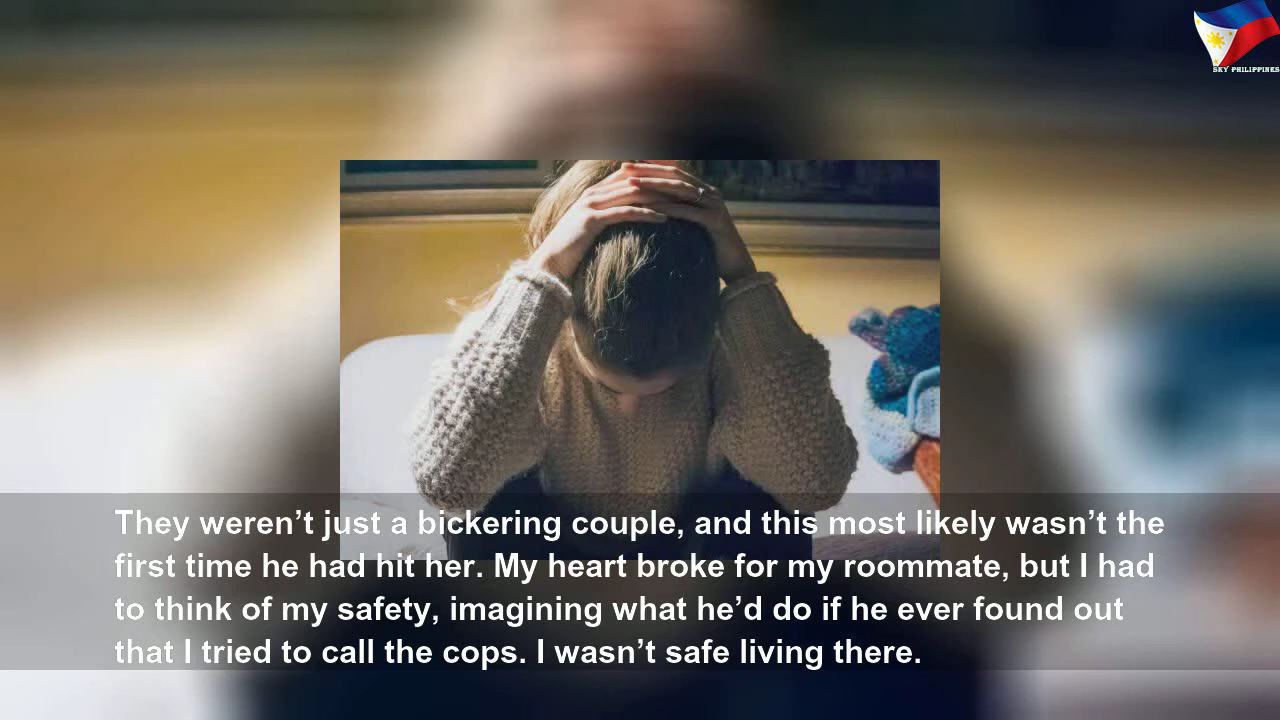 SKY PHILIPPINES
They weren’t just a bickering couple, and this most likely wasn’t the
first time he had hit her. My heart broke for my roommate, but I had
to think of my safety, imagining what he’d do if he ever found out
that I tried to call the cops. I wasn’t safe living there.